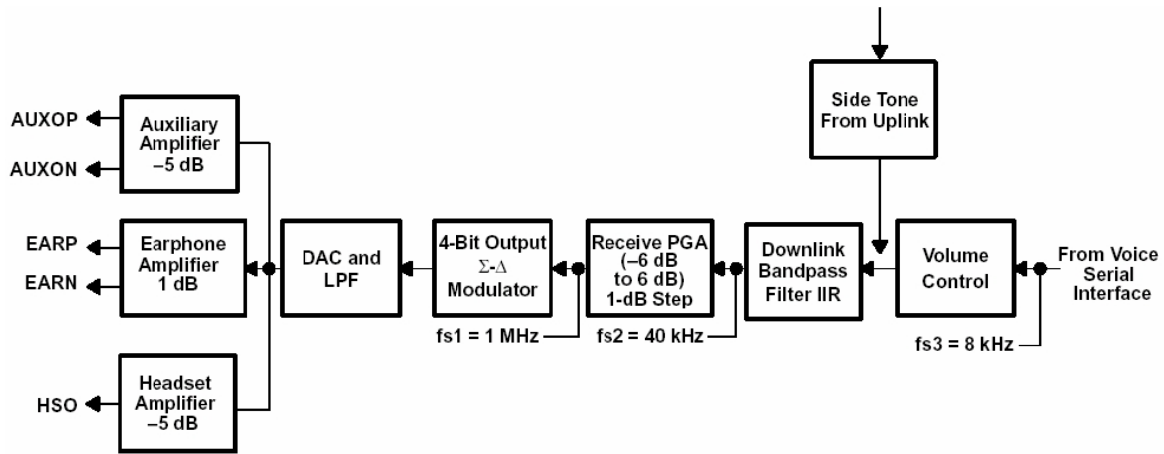 Side Tone
From Uplink
AUXOP
AUXON
Auxiliary
Amplifier
–5 dB
EARP
EARN
Earphone
Amplifier
1 dB
DAC and
LPF
4-Bit Output
Σ-Δ
Modulator
Receive PGA
(–6 dB
to 6 dB)
1-dB Step
Downlink
Bandpass
Filter IIR
Volume
Control
From Voice
Serial
Interface
fs1 = 1 MHz
fs2 = 40 kHz
fs3 = 8 kHz
HSO
Headset
Amplifier
–5 dB